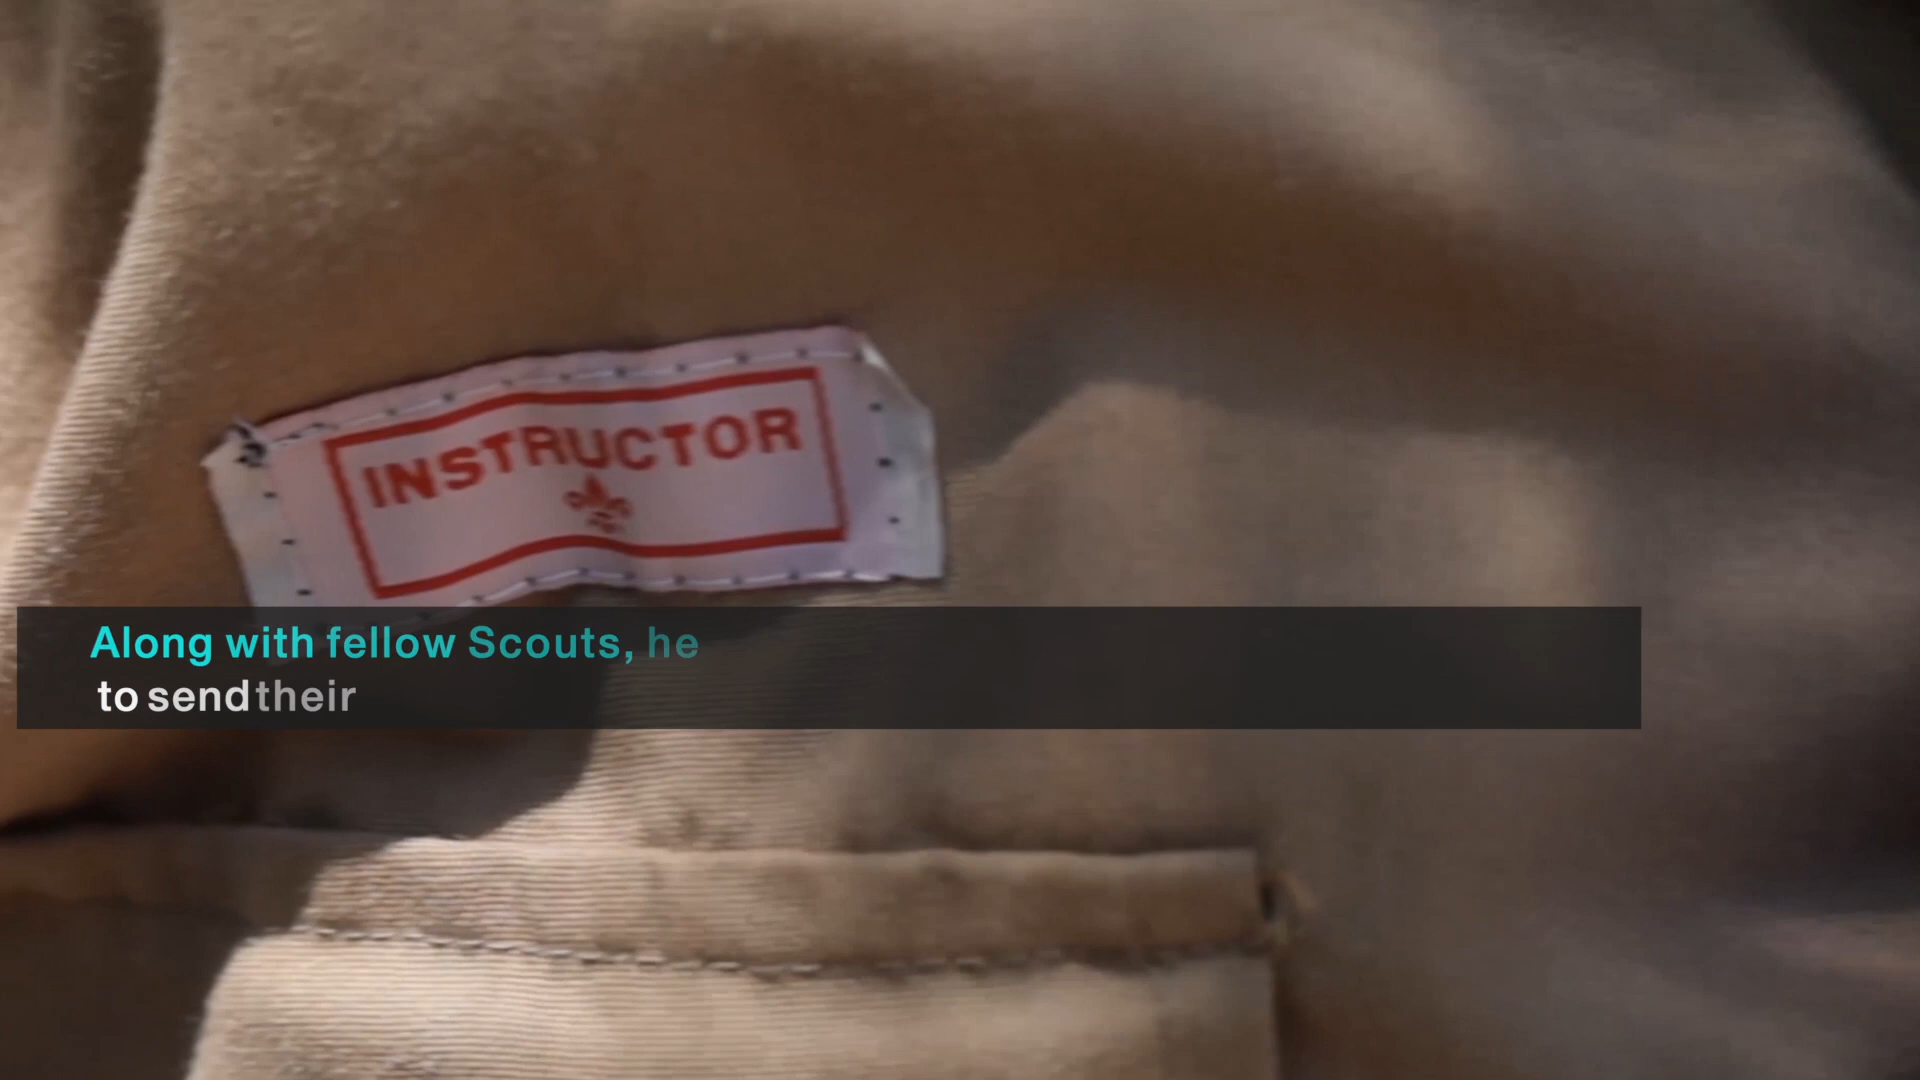 INSTRUCTOR
Along with fellow Scouts, he
to send their